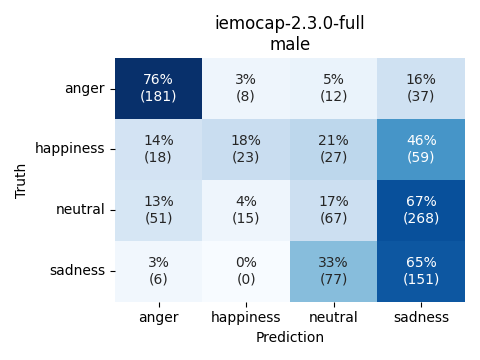 iemocap-2.3.0-full
male
Truth
anger
76% 3% 5% 16%
(181) (8) (12) (37)
happiness
14% 18% 21% 46%
(18) (23) (27) (59)
neutral
13% 4% 17% 67%
(51) (15) (67) (268)
sadness
3% 0% 33% 65%
(6) (0) (77) (151)
anger happiness neutral sadness
Prediction